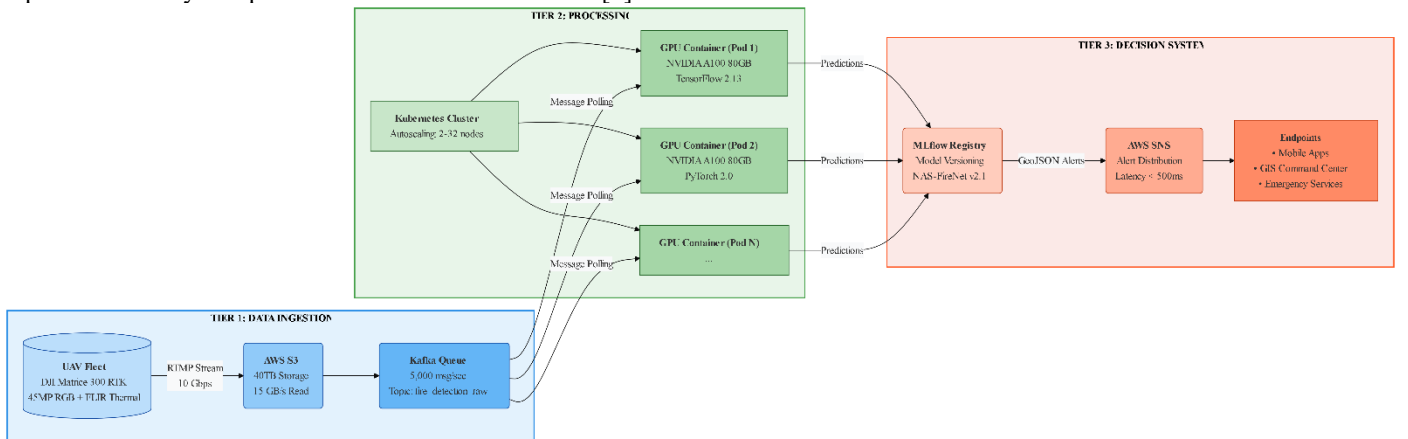 TIER 2: PROCESSING
GPU Container (Pod 1)
NVIDIA A100 80GB
TensorFlow 2.13
TIER 3: DECISION SYSTEM
Predictions
Message Polling
Kubernetes Cluster
Autoscaling 2-32 nodes
GPU Container (Pod 2)
NVIDIA A100 80GB
PyTorch 2.0
Predictions
MLflow Registry
Model Versioning
NAS-FireNet v2.1
GeoJSON Alerts
AWS SNS
Alert Distribution
Latency < 500ms
Endpoints
• Mobile Apps
• GIS Command Center
• Emergency Services
Message Polling
GPU Container (Pod N)
...
Predictions
Message Polling
TIER 1: DATA INGESTION
UAV Fleet
DJI Matrice 300 RTK
45MP RGB + FLIR Thermal
RTMP Stream
10 Gbps
AWS S3
40TB Storage
15 GB/s Read
Kafka Queue
5,000 msg/sec
Topic: fire_detection_raw